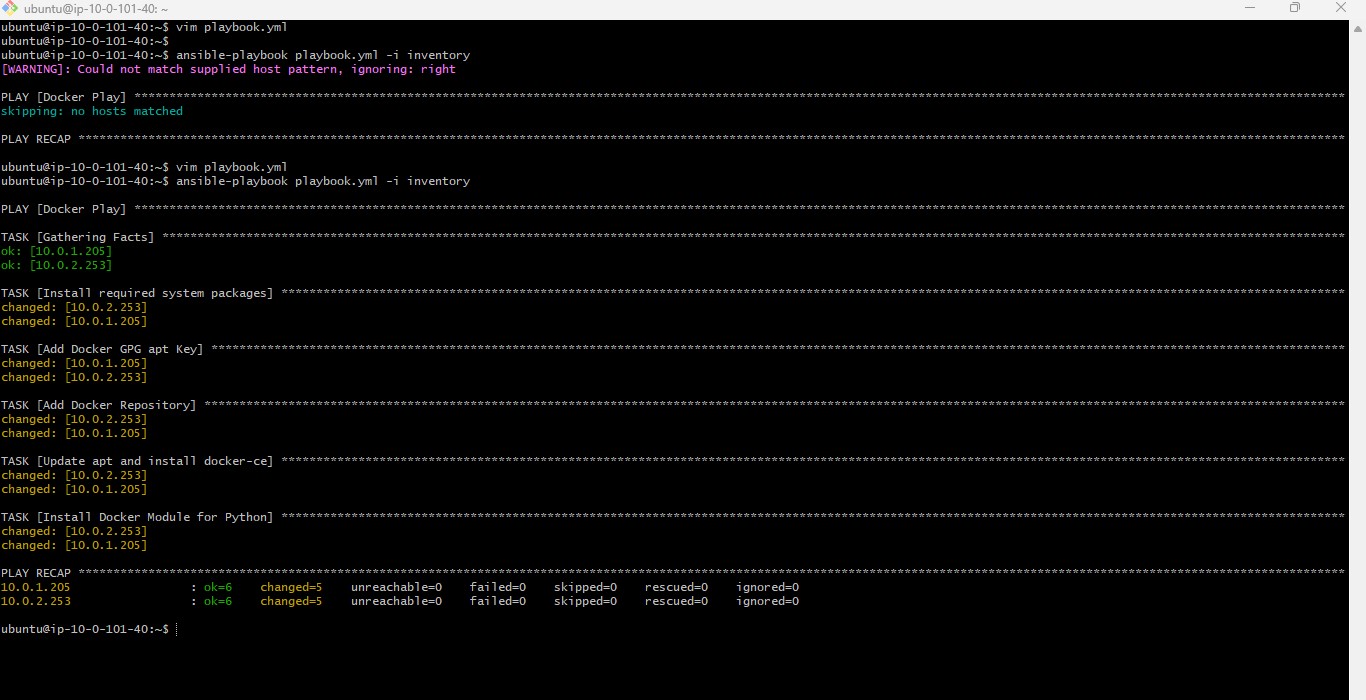 ubuntu@ip-10-0-101-40: ~
ubuntu@ip-10-0-101-40:~$ vim playbook.yml
ubuntu@ip-10-0-101-40:~$
ubuntu@ip-10-0-101-40:~$ ansible-playbook playbook.yml -i inventory
[WARNING]: Could not match supplied host pattern, ignoring: right
PLAY [Docker Play] ****************************************************************
skipping: no hosts matched
PLAY RECAP ****************************************************************
ubuntu@ip-10-0-101-40:~$ vim playbook.yml
ubuntu@ip-10-0-101-40:~$ ansible-playbook playbook.yml -i inventory
PLAY [Docker Play] ****************************************************************
TASK [Gathering Facts] ****************************************************************
ok: [10.0.1.205]
ok: [10.0.2.253]
TASK [Install required system packages] ****************************************************************
changed: [10.0.2.253]
changed: [10.0.1.205]
TASK [Add Docker GPG apt Key] ****************************************************************
changed: [10.0.1.205]
changed: [10.0.2.253]
TASK [Add Docker Repository] ****************************************************************
changed: [10.0.2.253]
changed: [10.0.1.205]
TASK [Update apt and install docker-ce] ****************************************************************
changed: [10.0.2.253]
changed: [10.0.1.205]
TASK [Install Docker Module for Python] ****************************************************************
changed: [10.0.2.253]
changed: [10.0.1.205]
PLAY RECAP ****************************************************************
10.0.1.205 : ok=6 changed=5 unreachable=0 failed=0 skipped=0 rescued=0 ignored=0
10.0.2.253 : ok=6 changed=5 unreachable=0 failed=0 skipped=0 rescued=0 ignored=0
ubuntu@ip-10-0-101-40:~$